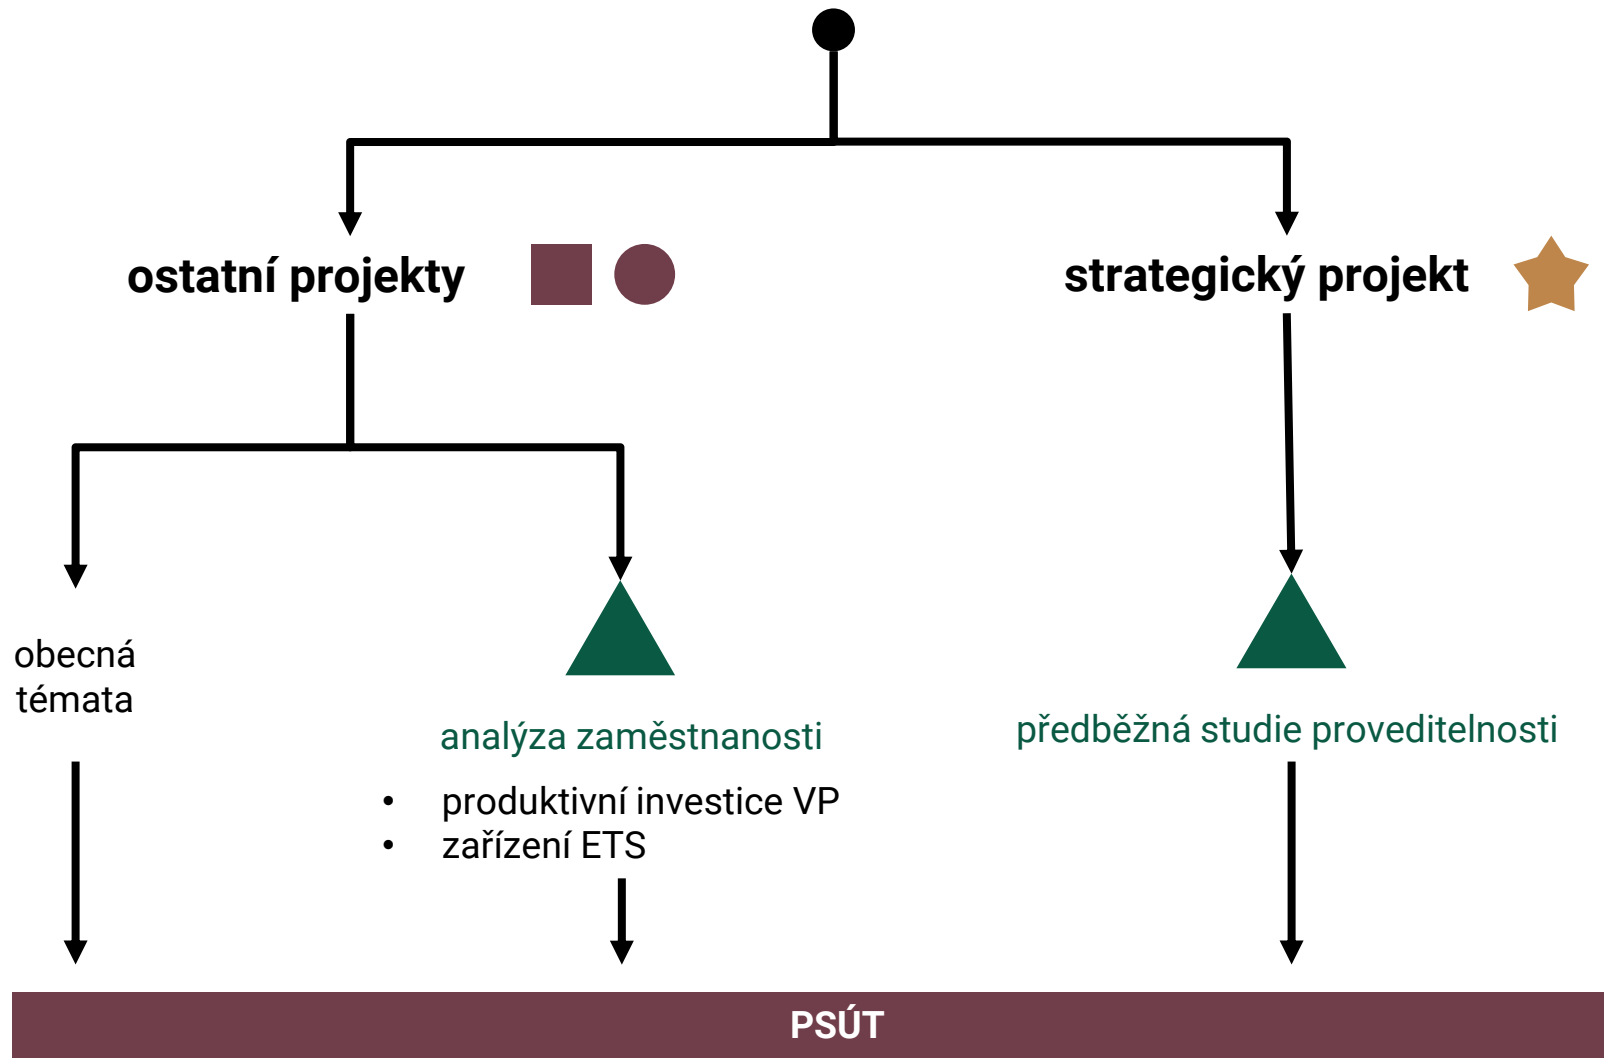 ostatní projekty
strategický projekt
obecná
témata
analýza zaměstnanosti
• produktivní investice VP
• zařízení ETS
předběžná studie proveditelnosti
PSÚT